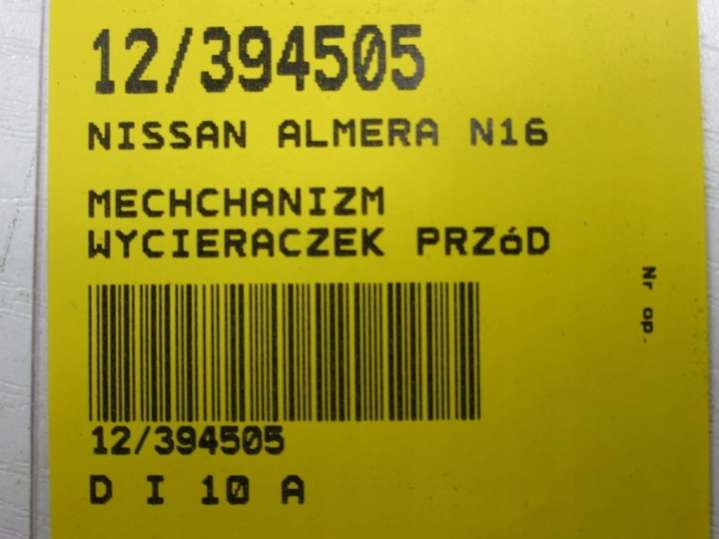 12/394505
NISSAN ALMERA N16
MECHCHANIZM
WYCIERACZEK PRZóD
Nr op.
12/394505
D I 10 A